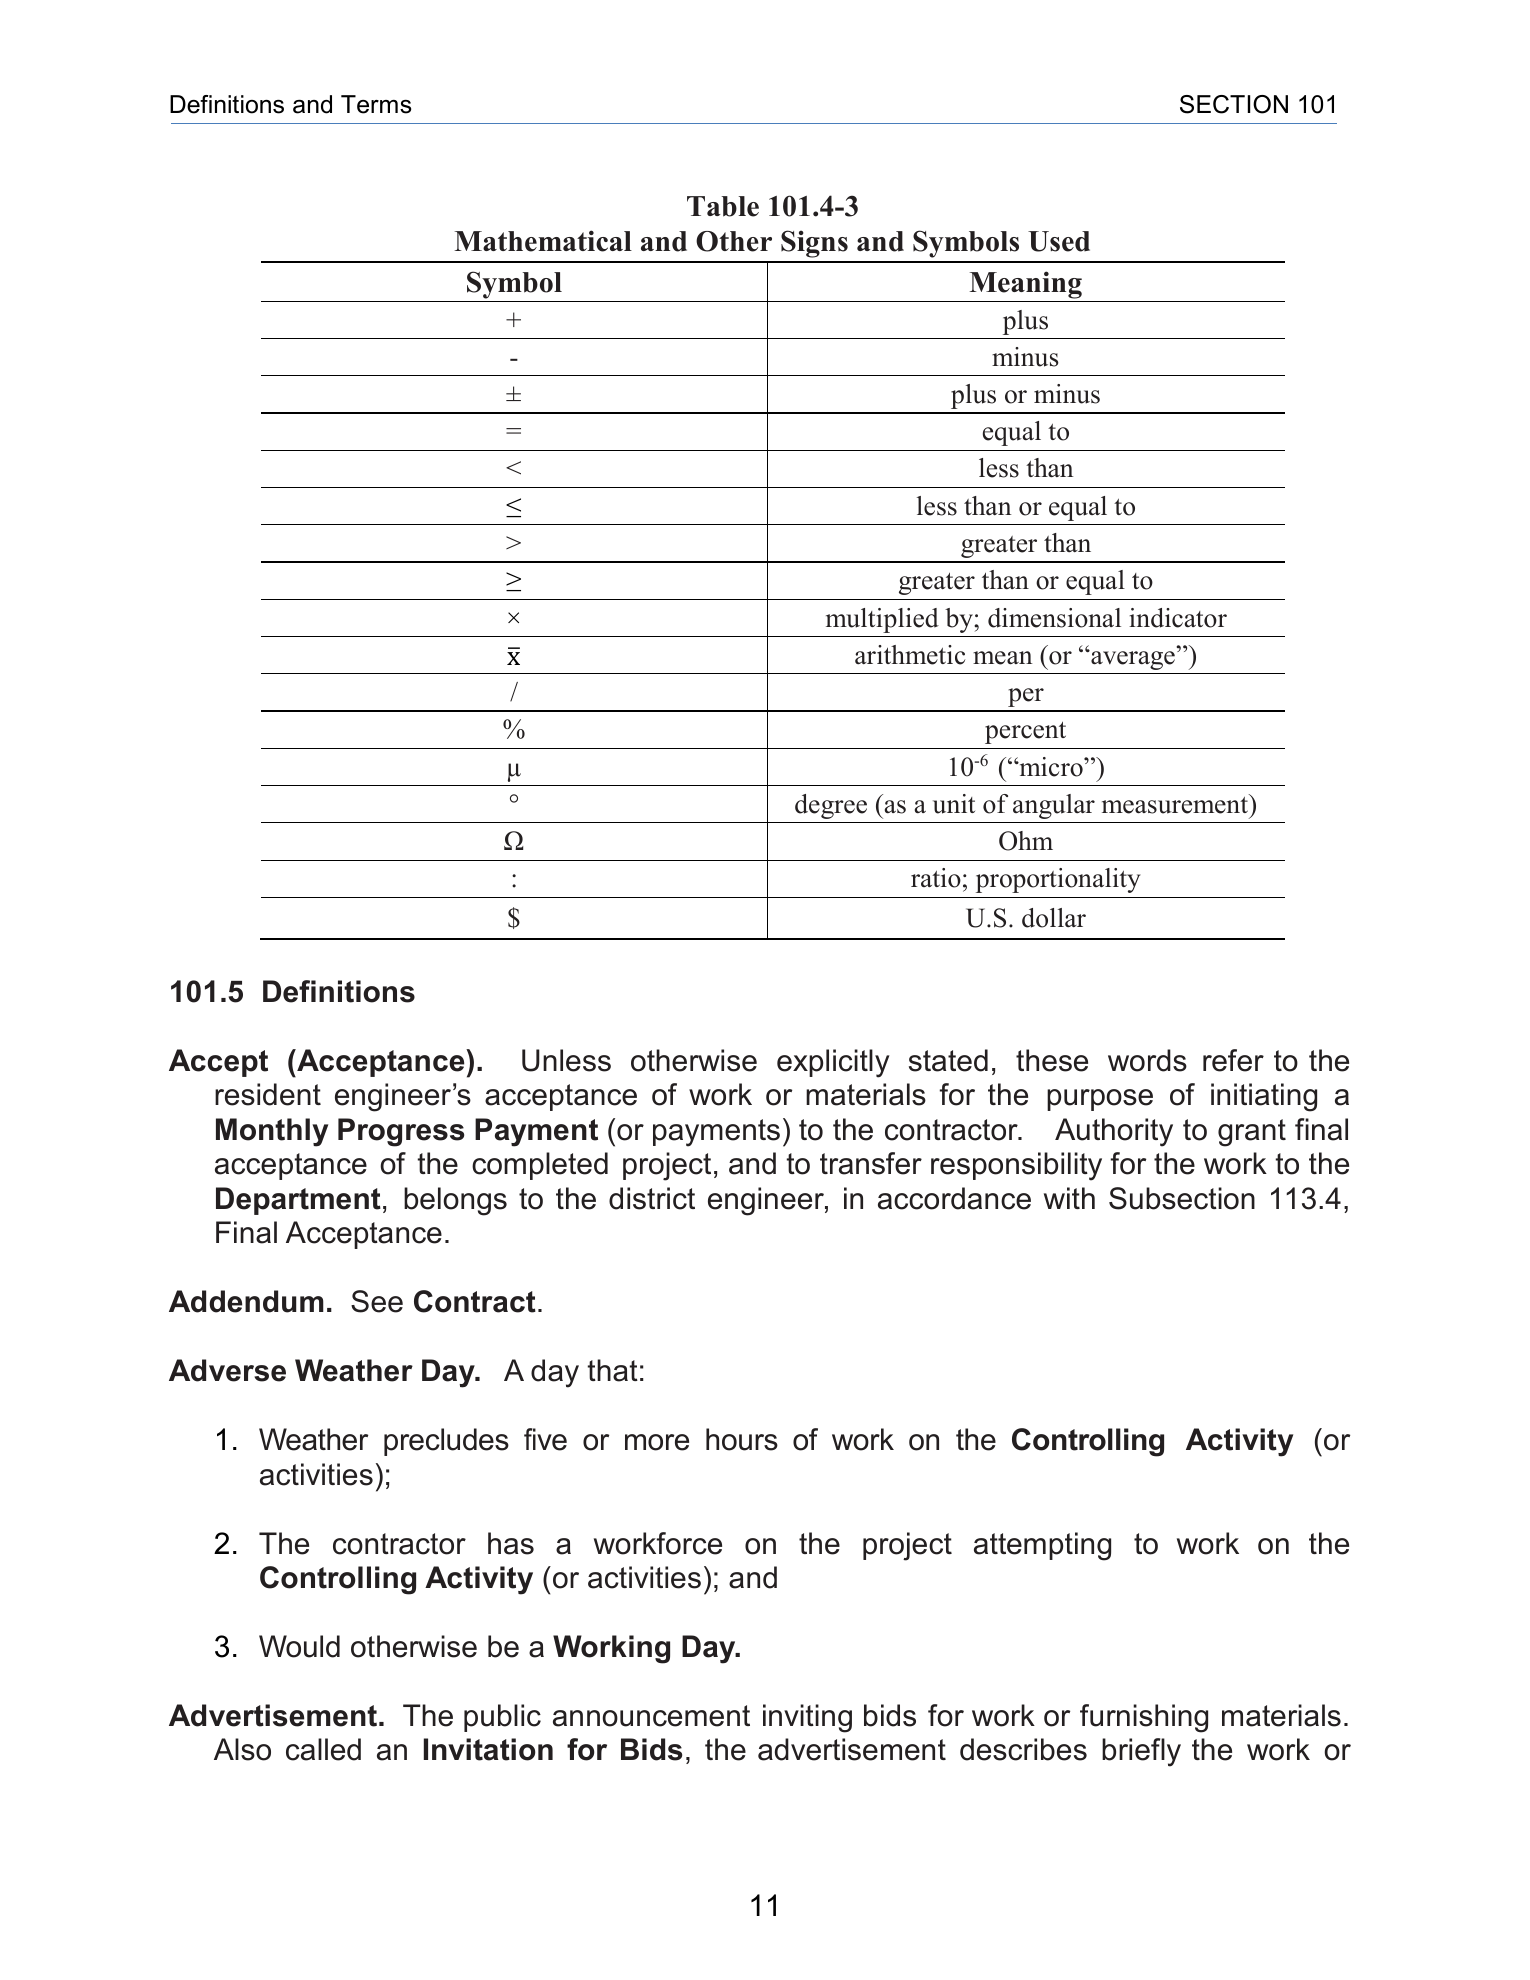 Definitions and Terms SECTION 101
Table 101.4-3
Mathematical and Other Signs and Symbols Used
Symbol Meaning
+ plus
- minus
± plus or minus
= equal to
< less than
≤ less than or equal to
> greater than
≥ greater than or equal to
× multiplied by; dimensional indicator
x̅ arithmetic mean (or “average”)
/ per
% percent
μ 10⁻⁶ (“micro”)
° degree (as a unit of angular measurement)
Ω Ohm
: ratio; proportionality
$ U.S. dollar
101.5 Definitions
Accept (Acceptance). Unless otherwise explicitly stated, these words refer to the
resident engineer’s acceptance of work or materials for the purpose of initiating a
Monthly Progress Payment (or payments) to the contractor. Authority to grant final
acceptance of the completed project, and to transfer responsibility for the work to the
Department, belongs to the district engineer, in accordance with Subsection 113.4,
Final Acceptance.
Addendum. See Contract.
Adverse Weather Day. A day that:
1. Weather precludes five or more hours of work on the Controlling Activity (or
activities);
2. The contractor has a workforce on the project attempting to work on the
Controlling Activity (or activities); and
3. Would otherwise be a Working Day.
Advertisement. The public announcement inviting bids for work or furnishing materials.
Also called an Invitation for Bids, the advertisement describes briefly the work or
11